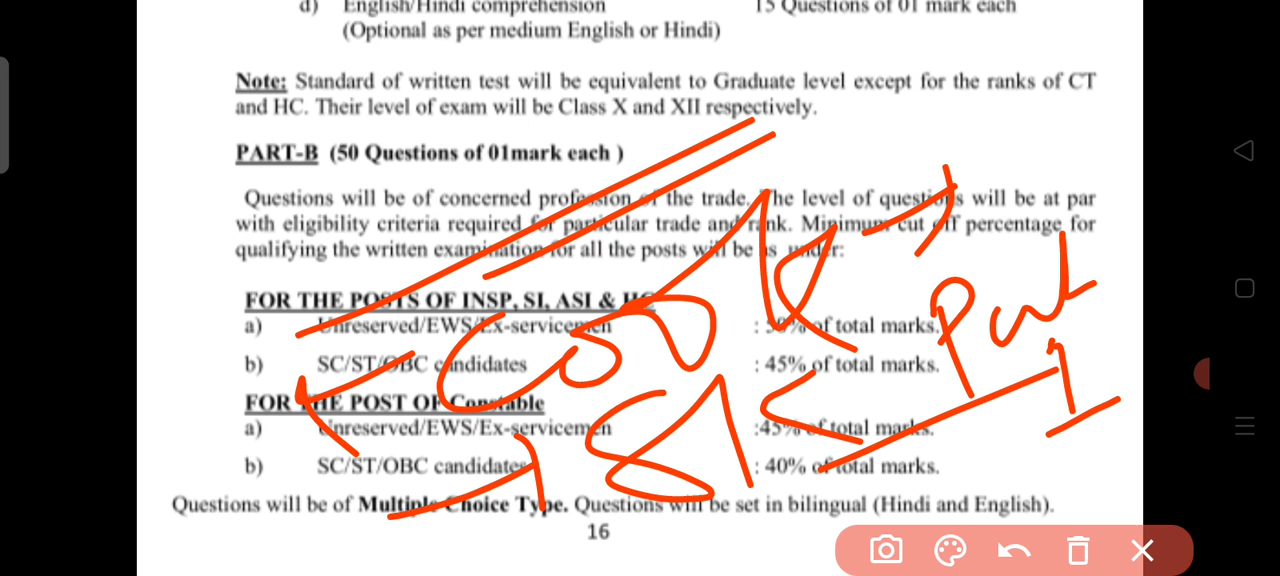 d) English/Hindi comprehension 15 Questions of 01 mark each
(Optional as per medium English or Hindi)
Note: Standard of written test will be equivalent to Graduate level except for the ranks of CT
and HC. Their level of exam will be Class X and XII respectively.
PART-B (50 Questions of 01mark each )
Questions will be of concerned profession of the trade. The level of questions will be at par
with eligibility criteria required for particular trade and rank. Minimum cut off percentage for
qualifying the written examination for all the posts will be as under:
FOR THE POSTS OF INSP, SI, ASI & HC
a) Unreserved/EWS/Ex-servicemen : 50% of total marks.
b) SC/ST/OBC candidates : 45% of total marks.
FOR THE POST OF Constable
a) Unreserved/EWS/Ex-servicemen :45% of total marks.
b) SC/ST/OBC candidates : 40% of total marks.
Questions will be of Multiple Choice Type. Questions will be set in bilingual (Hindi and English).
16
Cook
Part
1